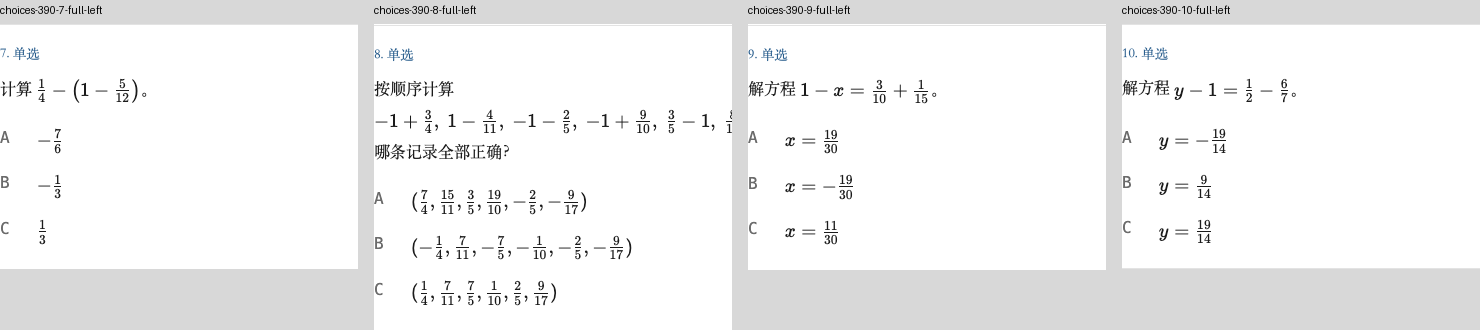 choices-390-7-full-left
7. 单选
计算 1/4 − (1 − 5/12)。
A −7/6
B −1/3
C 1/3
choices-390-8-full-left
8. 单选
按顺序计算
−1 + 3/4, 1 − 4/11, −1 − 2/5, −1 + 9/10, 3/5 − 1,
哪条记录全部正确?
A (7/4, 15/11, 3/5, 19/10, −2/5, −9/17)
B (−1/4, 7/11, −7/5, −1/10, −2/5, −9/17)
C (1/4, 7/11, 7/5, 1/10, 2/5, 9/17)
choices-390-9-full-left
9. 单选
解方程 1 − x = 3/10 + 1/15。
A x = 19/30
B x = −19/30
C x = 11/30
choices-390-10-full-left
10. 单选
解方程 y − 1 = 1/2 − 6/7。
A y = −19/14
B y = 9/14
C y = 19/14